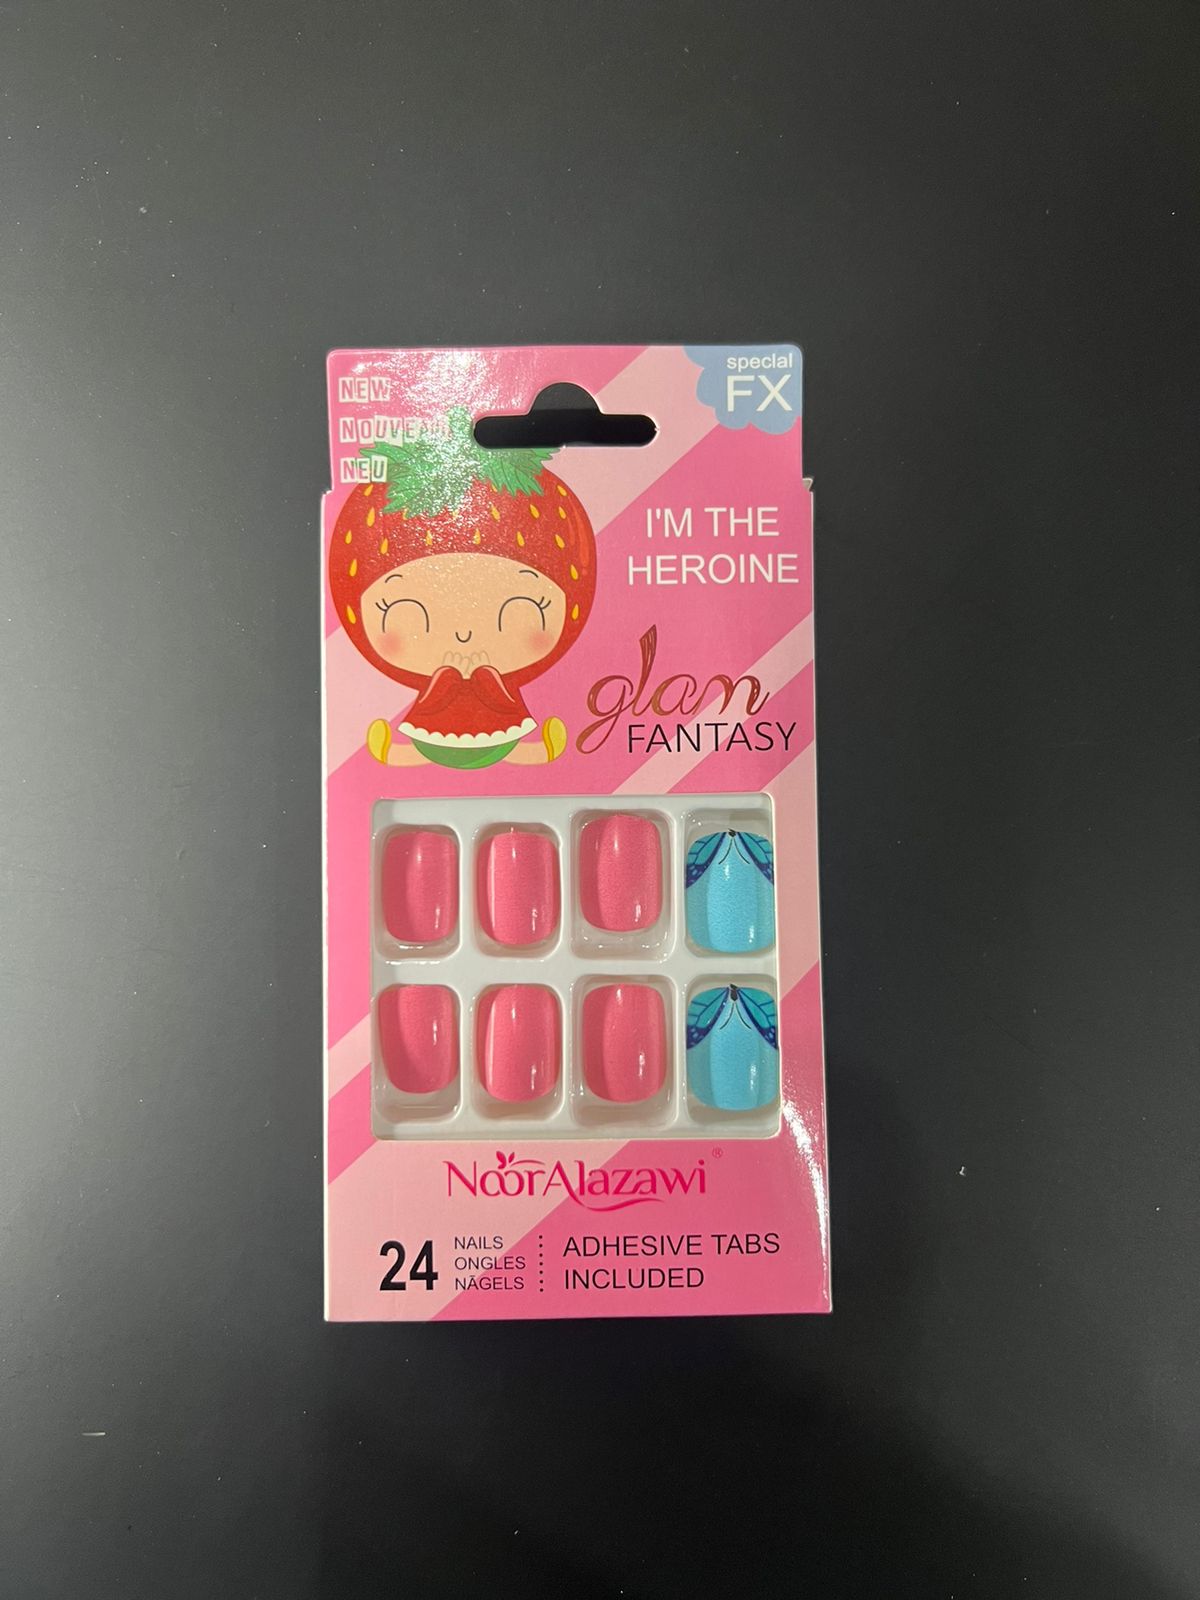 NEW
NOUVEAU
NEU
special
FX
I'M THE
HEROINE
glam
FANTASY
NoorAlazawi®
24
NAILS
ONGLES
NÄGELS
ADHESIVE TABS
INCLUDED